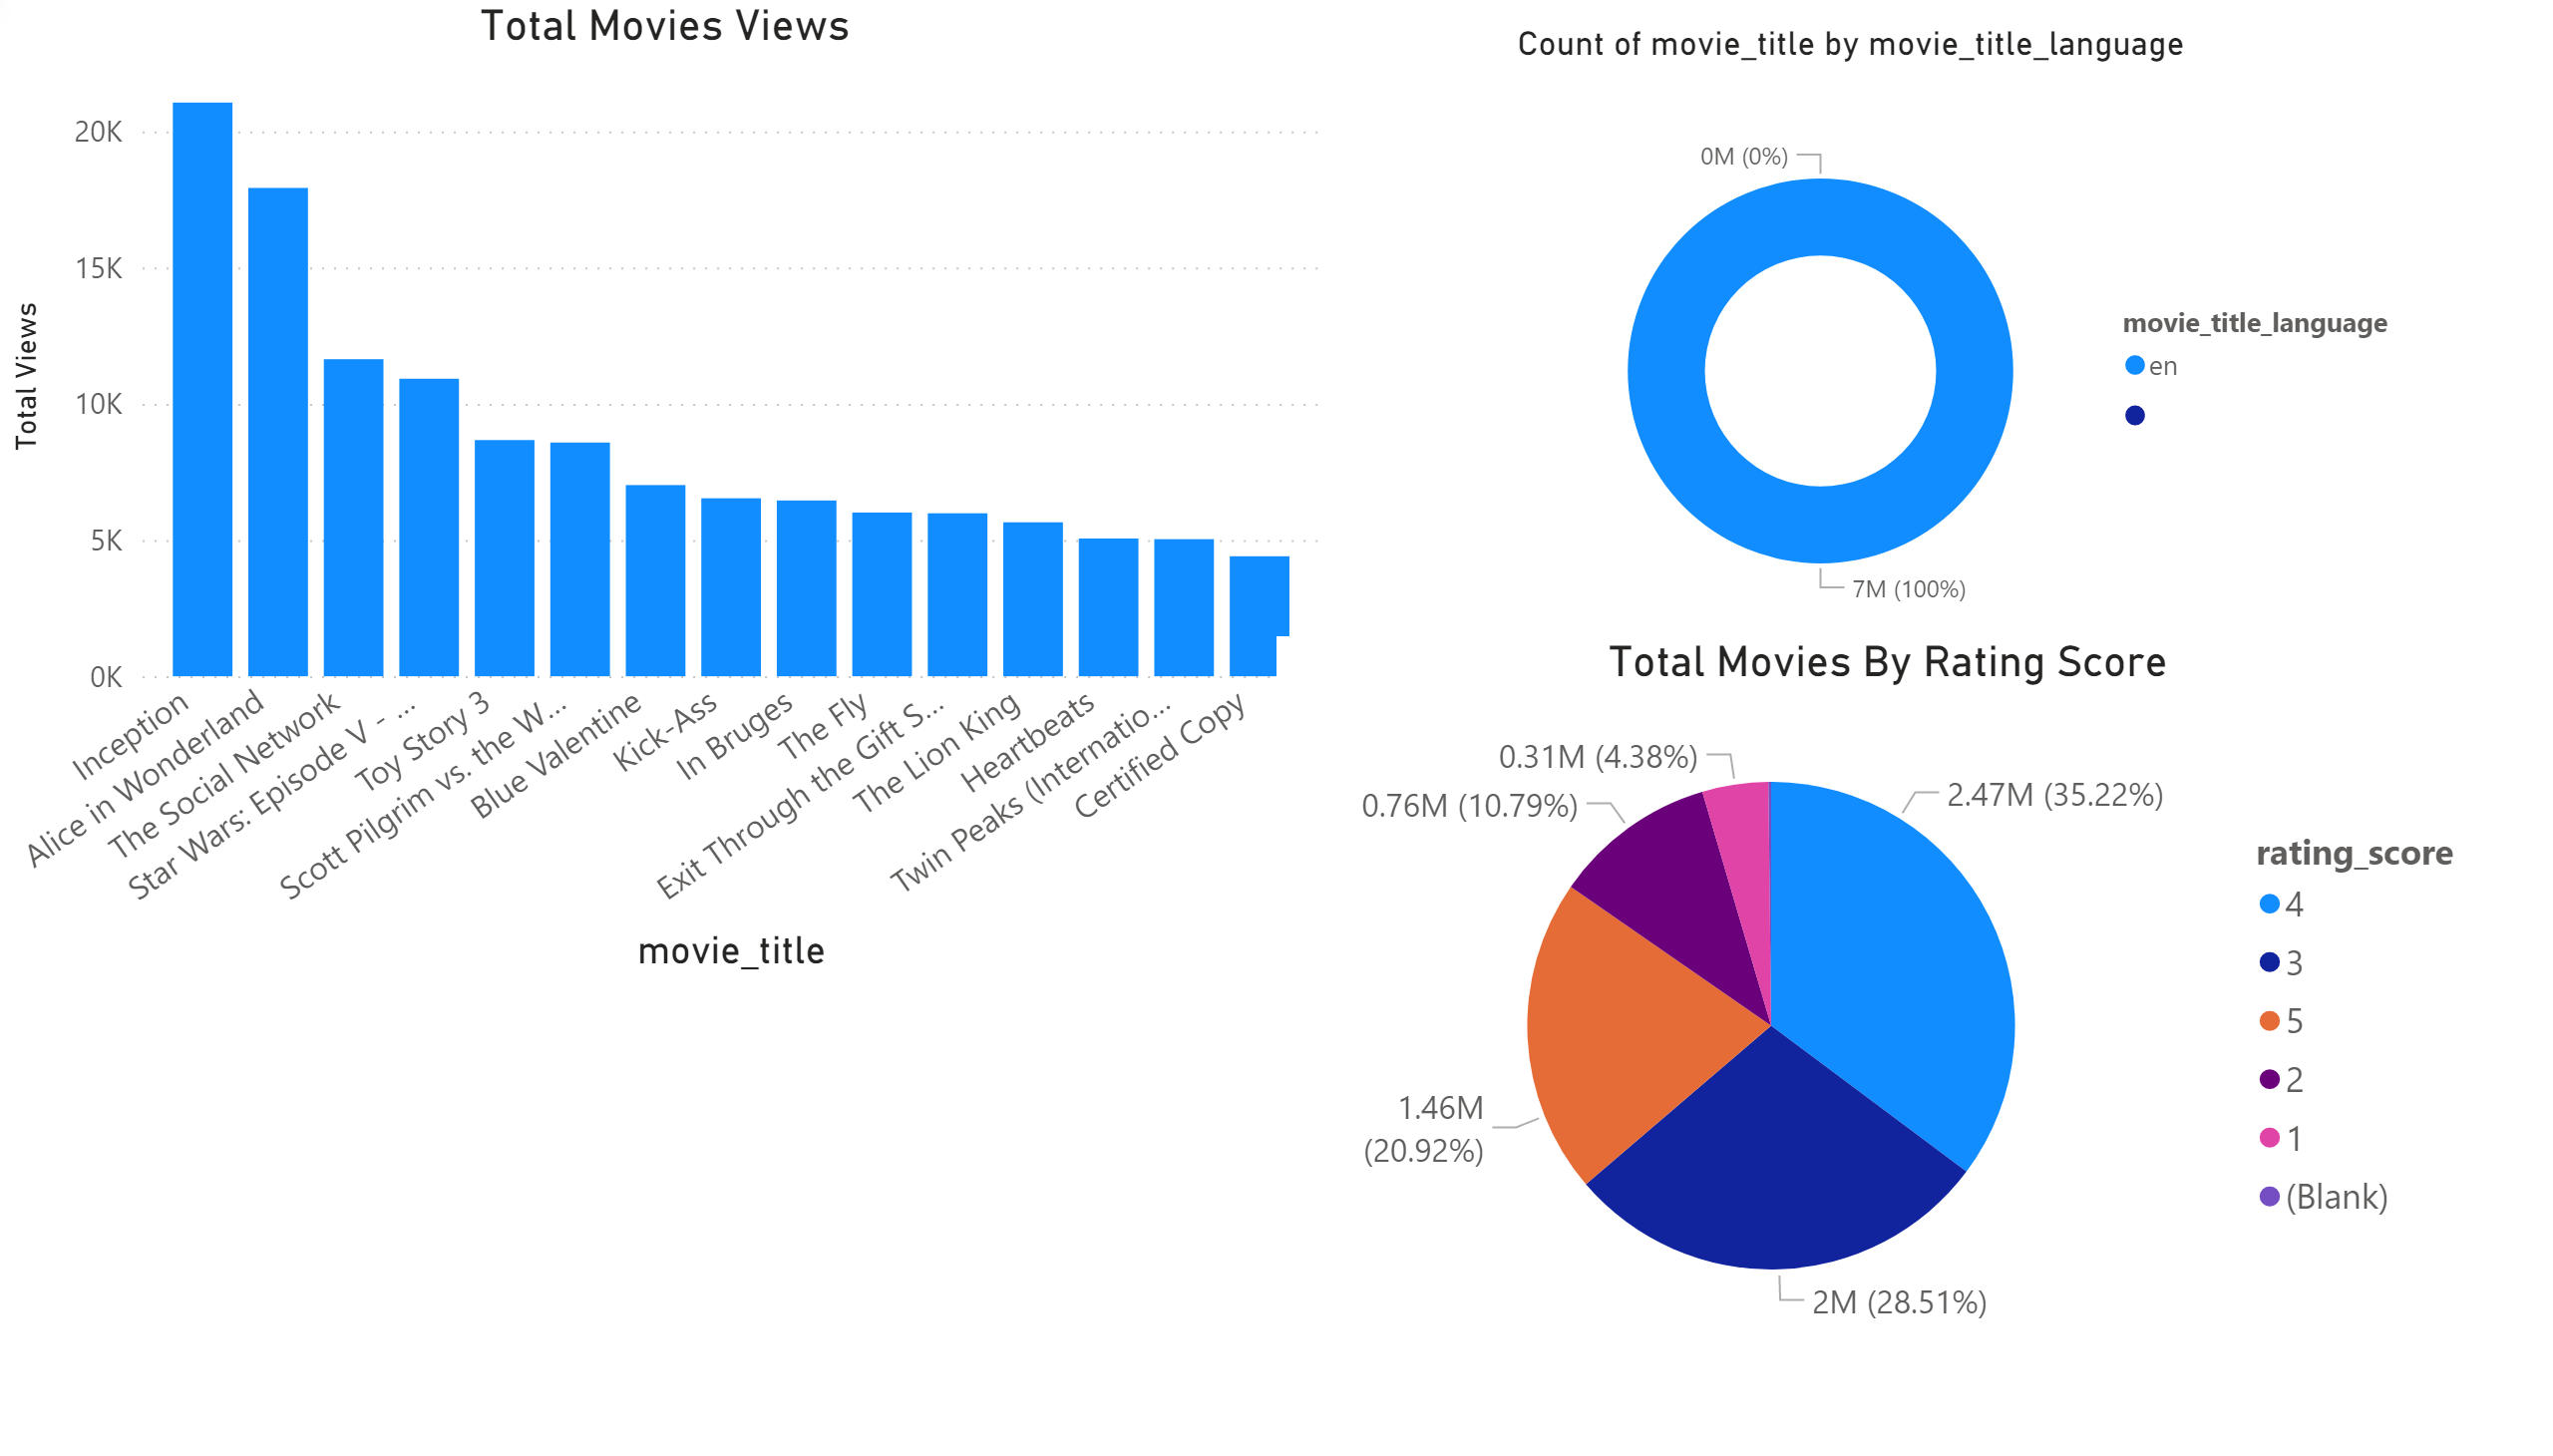 Total Movies Views
Total Views
20K
15K
10K
5K
0K
Inception
Alice in Wonderland
The Social Network
Star Wars: Episode V - ...
Toy Story 3
Scott Pilgrim vs. the W...
Blue Valentine
Kick-Ass
In Bruges
The Fly
Exit Through the Gift S...
The Lion King
Heartbeats
Twin Peaks (Internatio...
Certified Copy
movie_title
Count of movie_title by movie_title_language
0M (0%)
7M (100%)
movie_title_language
en
Total Movies By Rating Score
0.31M (4.38%)
0.76M (10.79%)
2.47M (35.22%)
1.46M
(20.92%)
2M (28.51%)
rating_score
4
3
5
2
1
(Blank)